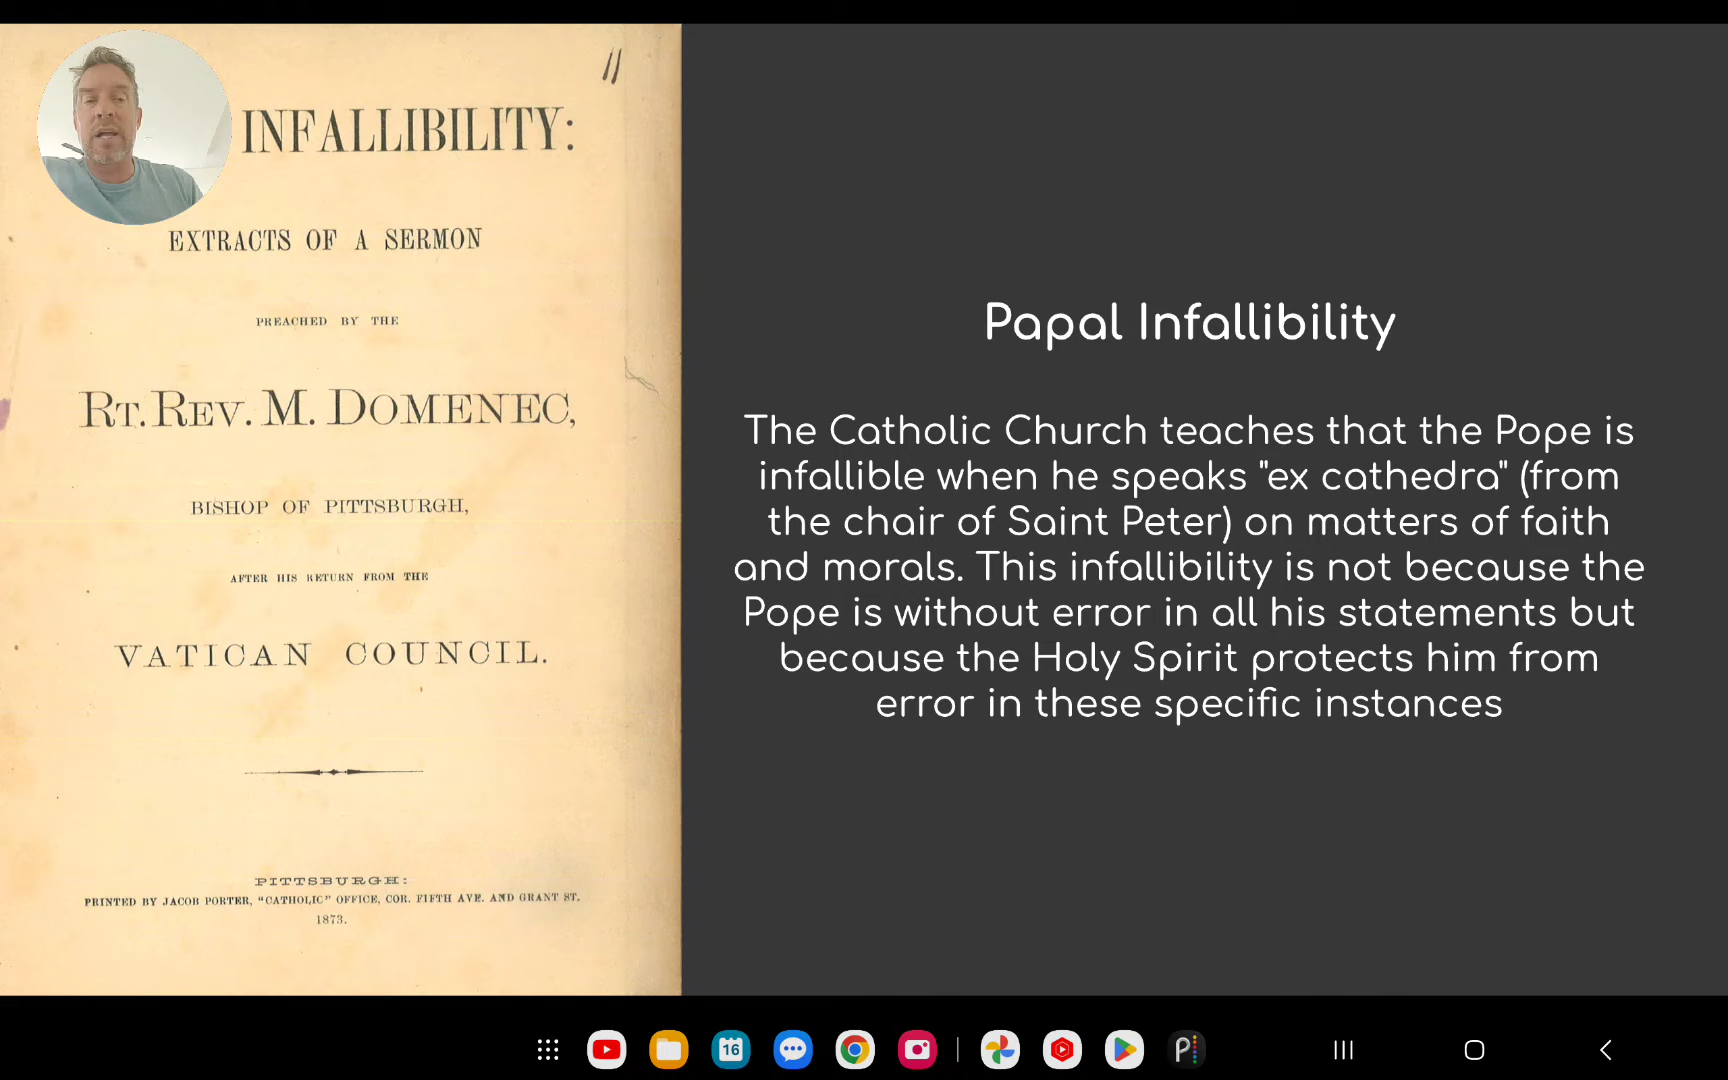 INFALLIBILITY:
EXTRACTS OF A SERMON
PREACHED BY THE
RT. REV. M. DOMENEC,
BISHOP OF PITTSBURGH,
AFTER HIS RETURN FROM THE
VATICAN COUNCIL.
PITTSBURGH:
PRINTED BY JACOB PORTER, "CATHOLIC" OFFICE, COR. FIFTH AVE. AND GRANT ST.
1873.
Papal Infallibility
The Catholic Church teaches that the Pope is
infallible when he speaks "ex cathedra" (from
the chair of Saint Peter) on matters of faith
and morals. This infallibility is not because the
Pope is without error in all his statements but
because the Holy Spirit protects him from
error in these specific instances
16